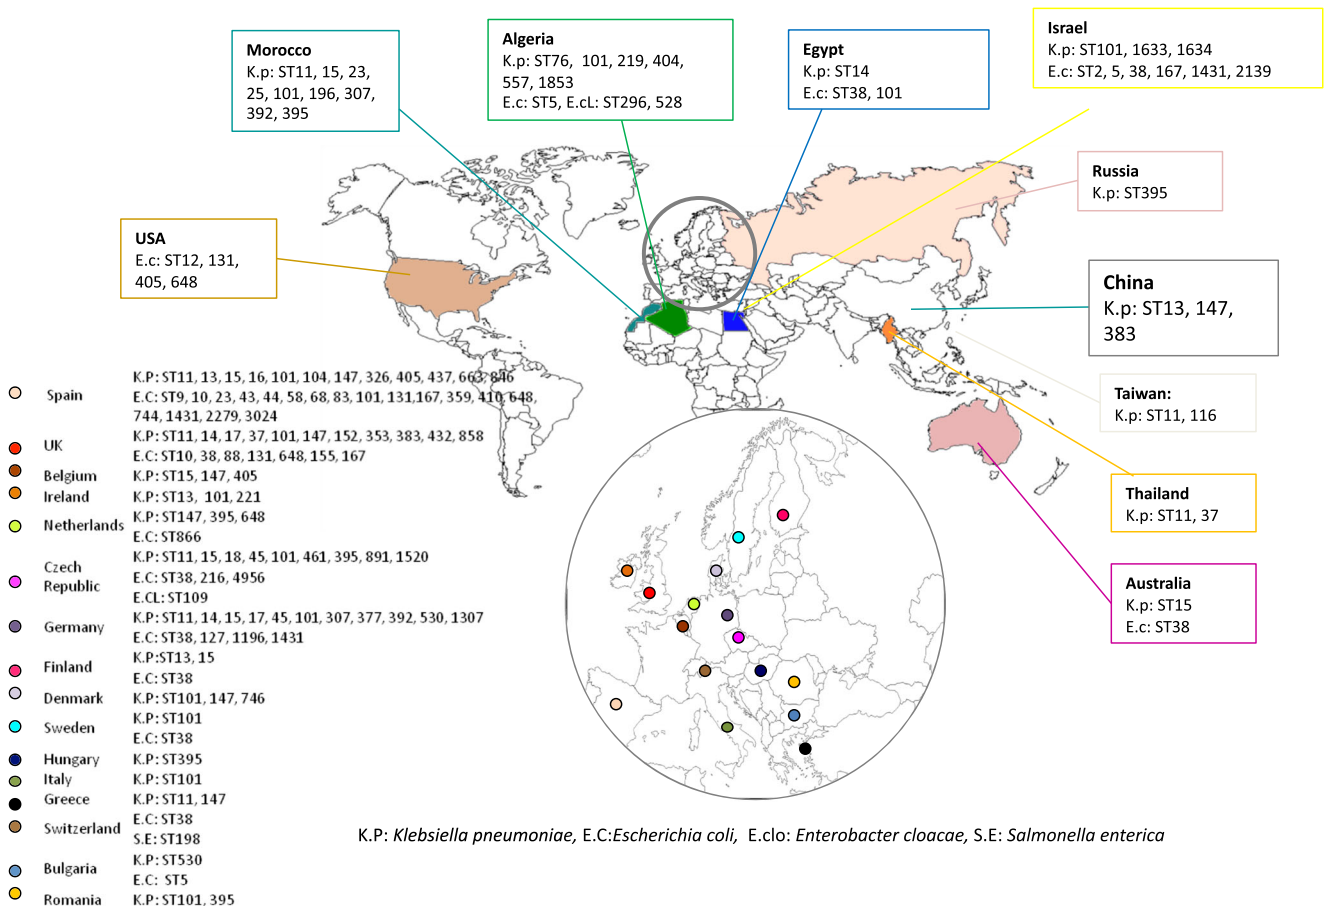 Morocco
K.p: ST11, 15, 23,
25, 101, 196, 307,
392, 395
Algeria
K.p: ST76, 101, 219, 404,
557, 1853
E.c: ST5, E.cL: ST296, 528
Egypt
K.p: ST14
E.c: ST38, 101
Israel
K.p: ST101, 1633, 1634
E.c: ST2, 5, 38, 167, 1431, 2139
Russia
K.p: ST395
USA
E.c: ST12, 131,
405, 648
China
K.p: ST13, 147,
383
Taiwan:
K.p: ST11, 116
Thailand
K.p: ST11, 37
Australia
K.p: ST15
E.c: ST38
Spain
K.P: ST11, 13, 15, 16, 101, 104, 147, 326, 405, 437, 663, 846
E.C: ST9, 10, 23, 43, 44, 58, 68, 83, 101, 131,167, 359, 410, 648,
744, 1431, 2279, 3024
UK
K.P: ST11, 14, 17, 37, 101, 147, 152, 353, 383, 432, 858
E.C: ST10, 38, 88, 131, 648, 155, 167
Belgium
K.P: ST15, 147, 405
Ireland
K.P: ST13, 101, 221
Netherlands
K.P: ST147, 395, 648
E.C: ST866
Czech
Republic
K.P: ST11, 15, 18, 45, 101, 461, 395, 891, 1520
E.C: ST38, 216, 4956
E.CL: ST109
Germany
K.P: ST11, 14, 15, 17, 45, 101, 307, 377, 392, 530, 1307
E.C: ST38, 127, 1196, 1431
Finland
K.P:ST13, 15
E.C: ST38
Denmark
K.P: ST101, 147, 746
Sweden
K.P: ST101
E.C: ST38
Hungary
K.P: ST395
Italy
K.P: ST101
Greece
K.P: ST11, 147
Switzerland
E.C: ST38
S.E: ST198
Bulgaria
K.P: ST530
E.C: ST5
Romania
K.P: ST101, 395
K.P: Klebsiella pneumoniae, E.C:Escherichia coli, E.clo: Enterobacter cloacae, S.E: Salmonella enterica